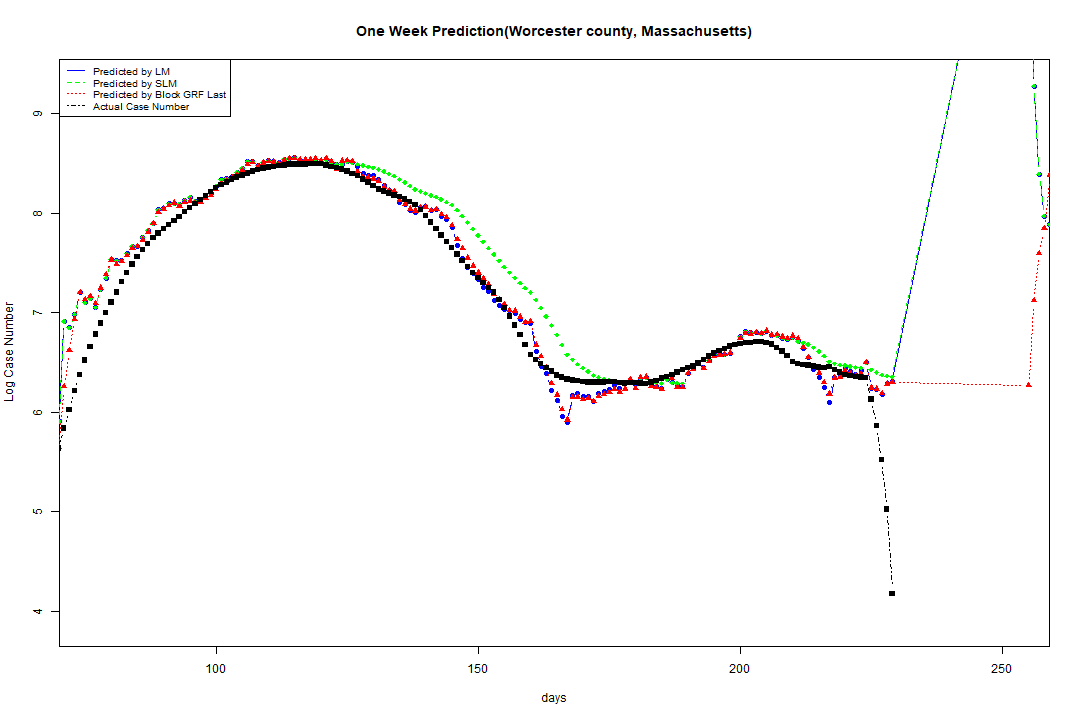 One Week Prediction(Worcester county, Massachusetts)
Predicted by LM
Predicted by SLM
Predicted by Block GRF Last
Actual Case Number
9
8
7
6
5
4
Log Case Number
100 150 200 250
days